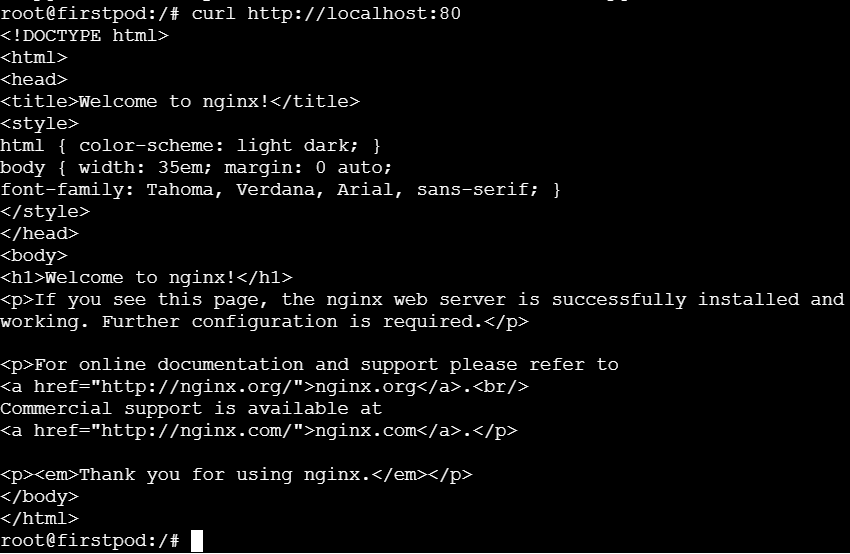 root@firstpod:/# curl http://localhost:80
<!DOCTYPE html>
<html>
<head>
<title>Welcome to nginx!</title>
<style>
html { color-scheme: light dark; }
body { width: 35em; margin: 0 auto;
font-family: Tahoma, Verdana, Arial, sans-serif; }
</style>
</head>
<body>
<h1>Welcome to nginx!</h1>
<p>If you see this page, the nginx web server is successfully installed and
working. Further configuration is required.</p>

<p>For online documentation and support please refer to
<a href="http://nginx.org/">nginx.org</a>.<br/>
Commercial support is available at
<a href="http://nginx.com/">nginx.com</a>.</p>

<p><em>Thank you for using nginx.</em></p>
</body>
</html>
root@firstpod:/#